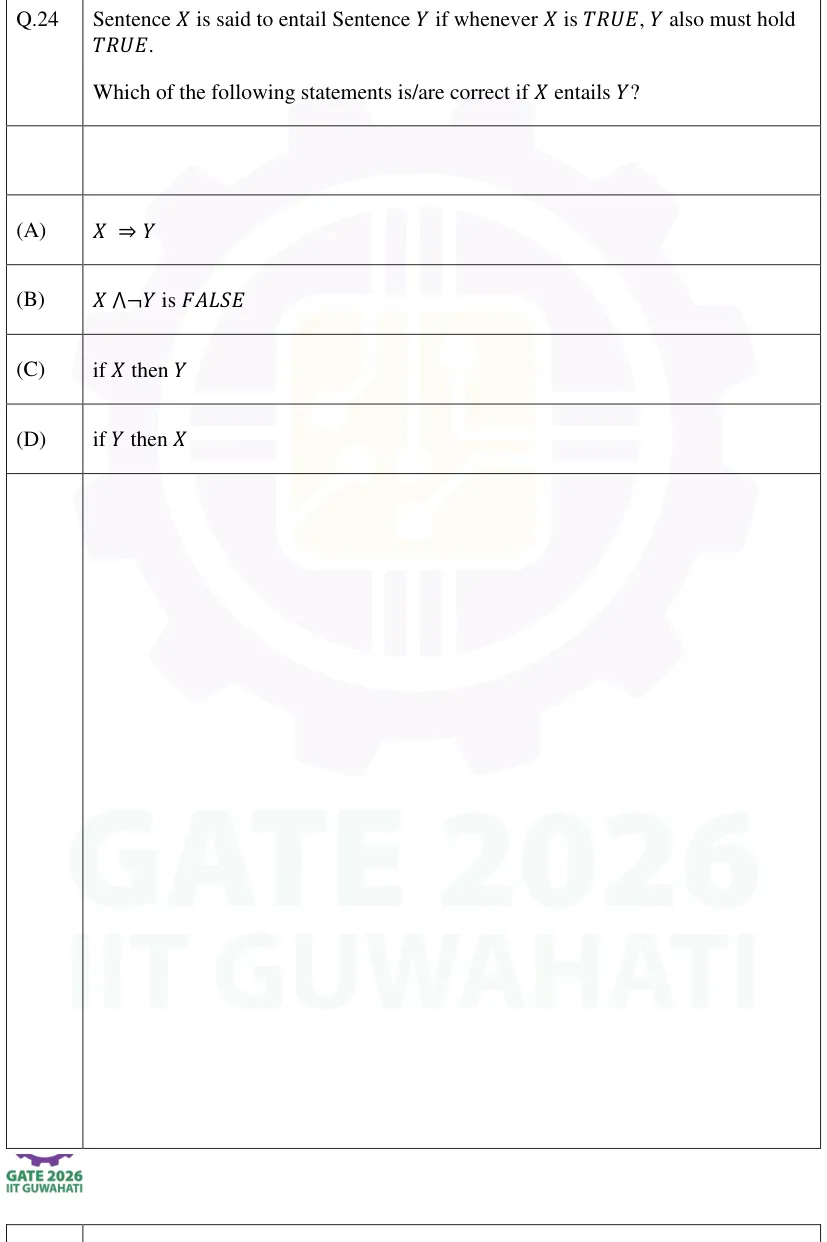 Q.24 Sentence 𝑋 is said to entail Sentence 𝑌 if whenever 𝑋 is 𝑇𝑅𝑈𝐸, 𝑌 also must hold
𝑇𝑅𝑈𝐸.
Which of the following statements is/are correct if 𝑋 entails 𝑌?
(A) 𝑋 ⇒ 𝑌
(B) 𝑋 ⋀¬𝑌 is 𝐹𝐴𝐿𝑆𝐸
(C) if 𝑋 then 𝑌
(D) if 𝑌 then 𝑋
GATE 2026
IIT GUWAHATI
GATE 2026
IIT GUWAHATI